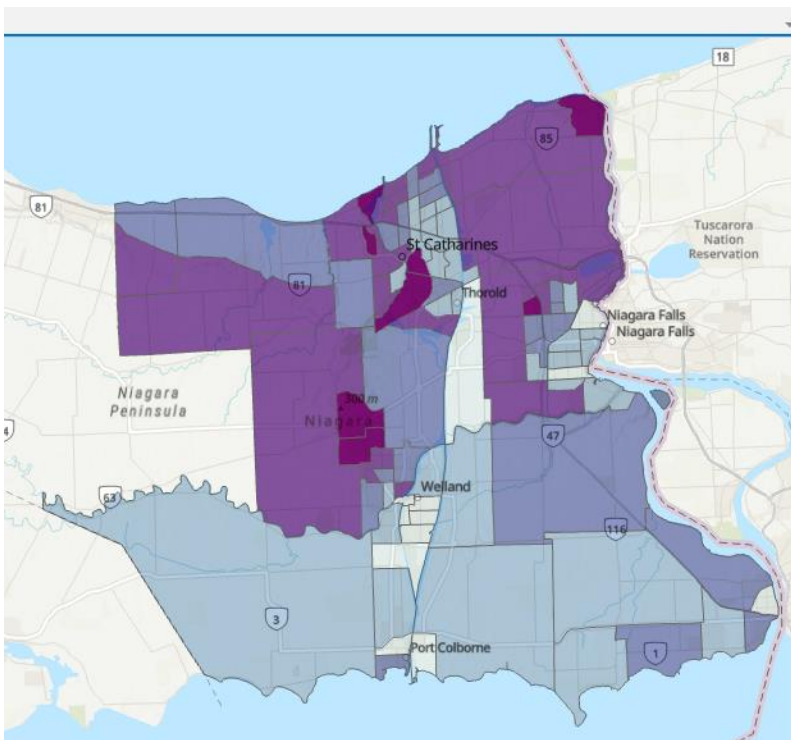 18
85
81
Tuscarora
Nation
Reservation
St Catharines
81
Thorold
Niagara Falls
Niagara Falls
Niagara
Peninsula
300 m
Niagara
4
47
63
Welland
116
3
Port Colborne
1